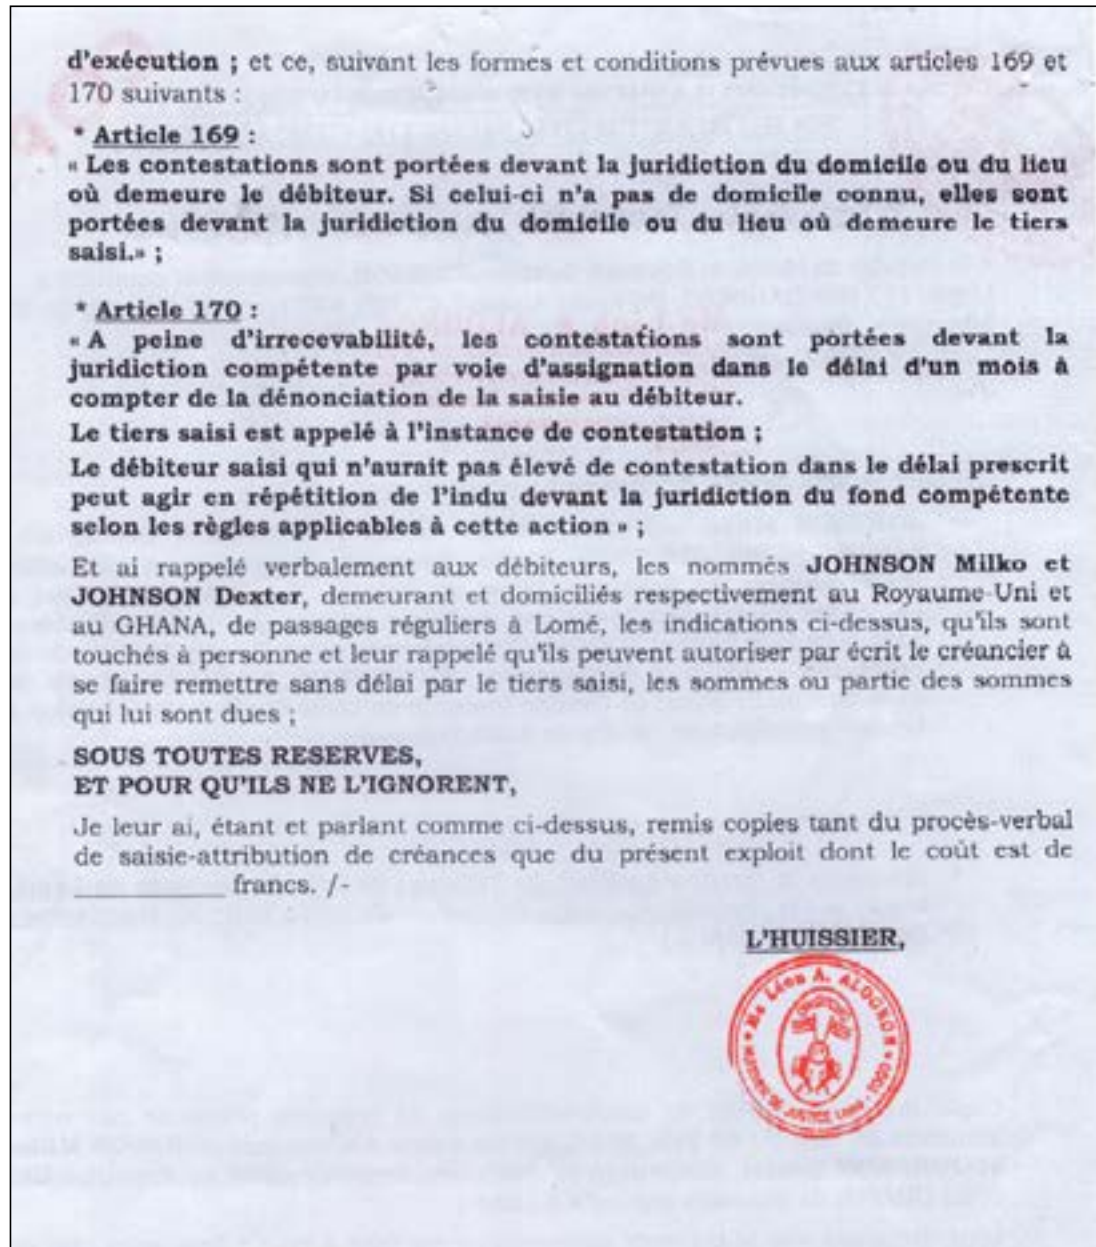 d'exécution ; et ce, suivant les formes et conditions prévues aux articles 169 et
170 suivants :
* Article 169 :
« Les contestations sont portées devant la juridiction du domicile ou du lieu
où demeure le débiteur. Si celui-ci n'a pas de domicile connu, elles sont
portées devant la juridiction du domicile ou du lieu où demeure le tiers
saisi.» ;
* Article 170 :
« A peine d'irrecevabilité, les contestations sont portées devant la
juridiction compétente par voie d'assignation dans le délai d'un mois à
compter de la dénonciation de la saisie au débiteur.
Le tiers saisi est appelé à l'instance de contestation ;
Le débiteur saisi qui n'aurait pas élevé de contestation dans le délai prescrit
peut agir en répétition de l'indu devant la juridiction du fond compétente
selon les règles applicables à cette action » ;
Et ai rappelé verbalement aux débiteurs, les nommés JOHNSON Milko et
JOHNSON Dexter, demeurant et domiciliés respectivement au Royaume-Uni et
au GHANA, de passages réguliers à Lomé, les indications ci-dessus, qu'ils sont
touchés à personne et leur rappelé qu'ils peuvent autoriser par écrit le créancier à
se faire remettre sans délai par le tiers saisi, les sommes ou partie des sommes
qui lui sont dues ;
SOUS TOUTES RESERVES,
ET POUR QU'ILS NE L'IGNORENT,
Je leur ai, étant et parlant comme ci-dessus, remis copies tant du procès-verbal
de saisie-attribution de créances que du présent exploit dont le coût est de
__________ francs. /-
L'HUISSIER,
Me Léon A. ALOGNON
HUISSIER DE JUSTICE LOME - TOGO